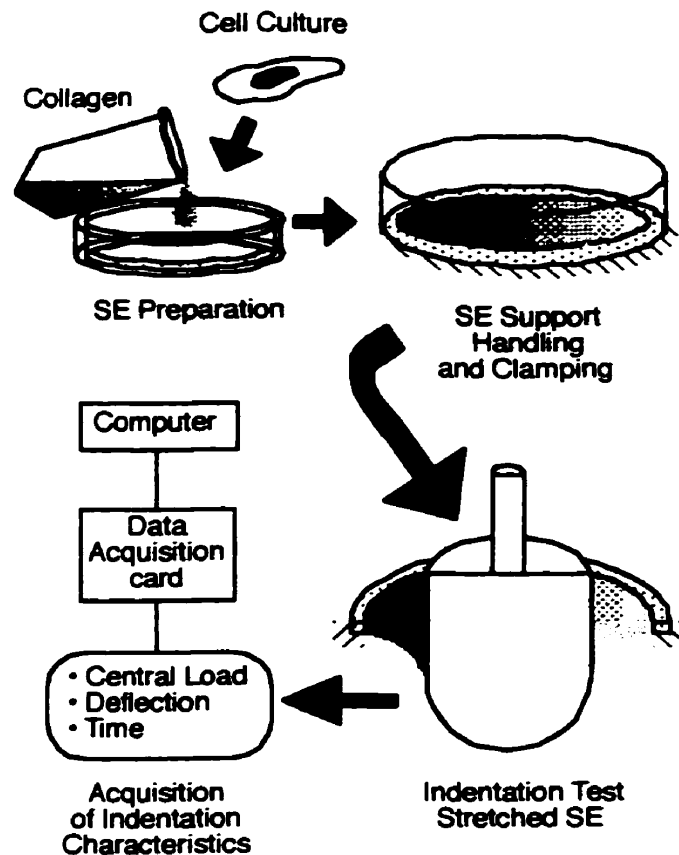 Cell Culture
Collagen
SE Preparation
SE Support
Handling
and Clamping
Computer
Data
Acquisition
card
• Central Load
• Deflection
• Time
Acquisition
of Indentation
Characteristics
Indentation Test
Stretched SE